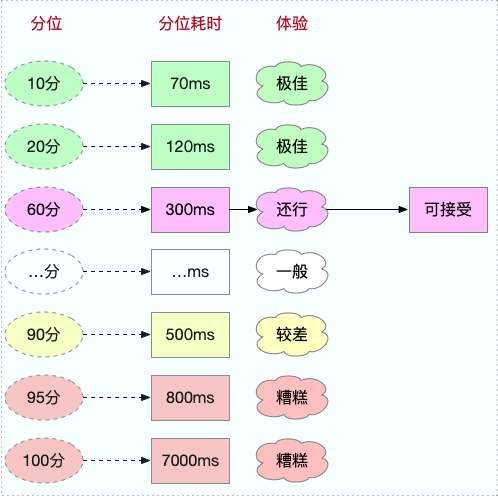 分位 分位耗时 体验
10分 70ms 极佳
20分 120ms 极佳
60分 300ms 还行 可接受
...分 ...ms 一般
90分 500ms 较差
95分 800ms 糟糕
100分 7000ms 糟糕